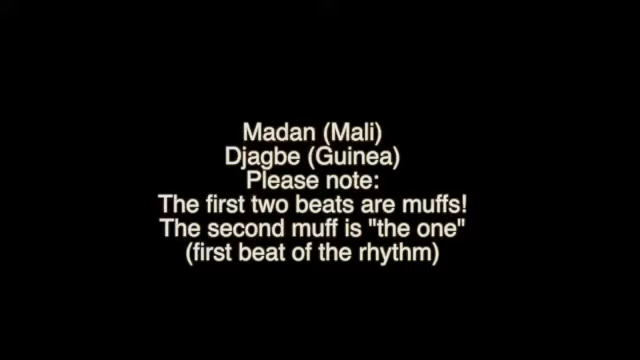 Madan (Mali)
Djagbe (Guinea)
Please note:
The first two beats are muffs!
The second muff is "the one"
(first beat of the rhythm)